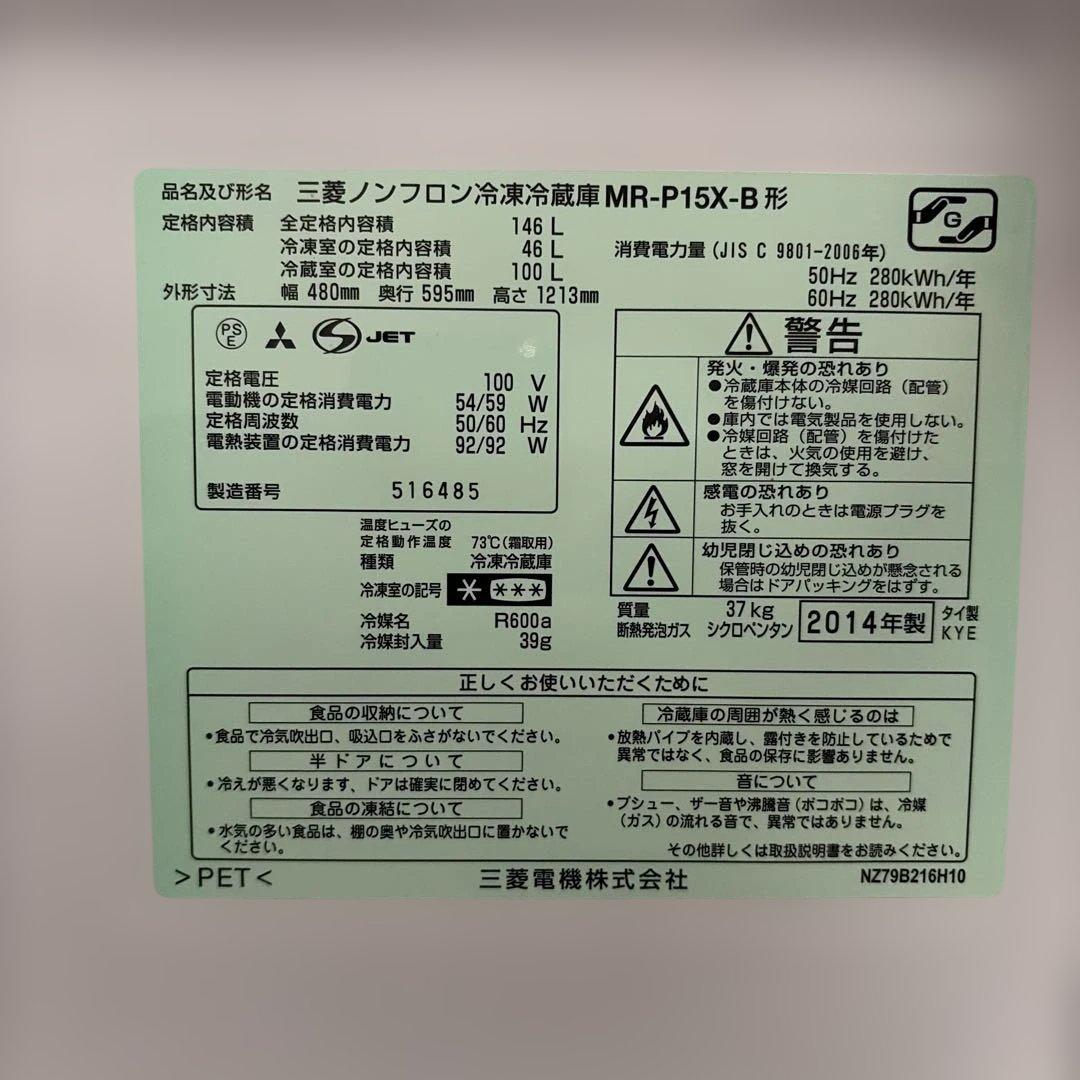 品名及び形名 三菱ノンフロン冷凍冷蔵庫 MR-P15X-B 形
定格内容積 全定格内容積 146 L
冷凍室の定格内容積 46 L
冷蔵室の定格内容積 100 L
外形寸法 幅 480mm 奥行 595mm 高さ 1213mm
G
消費電力量 (JIS C 9801-2006年)
50Hz 280kWh/年
60Hz 280kWh/年
PSE JET
定格電圧 100 V
電動機の定格消費電力 54/59 W
定格周波数 50/60 Hz
電熱装置の定格消費電力 92/92 W
製造番号 516485
温度ヒューズの
定格動作温度 73℃(霜取用)
種類 冷凍冷蔵庫
冷凍室の記号 * ***
冷媒名 R600a
冷媒封入量 39g
警告
発火・爆発の恐れあり
●冷蔵庫本体の冷媒回路（配管）
を傷付けない。
●庫内では電気製品を使用しない。
●冷媒回路（配管）を傷付けた
ときは、火気の使用を避け、
窓を開けて換気する。
感電の恐れあり
お手入れのときは電源プラグを
抜く。
幼児閉じ込めの恐れあり
保管時の幼児閉じ込めが懸念される
場合はドアパッキングをはずす。
質量 37kg
断熱発泡ガス シクロペンタン
2014年製
タイ製
KYE
正しくお使いいただくために
食品の収納について
•食品で冷気吹出口、吸込口をふさがないでください。
半ドアについて
•冷えが悪くなります、ドアは確実に閉めてください。
食品の凍結について
•水気の多い食品は、棚の奥や冷気吹出口に置かないで
ください。
冷蔵庫の周囲が熱く感じるのは
•放熱パイプを内蔵し、露付きを防止しているためで
異常ではなく、食品の保存に影響ありません。
音について
•プシュー、ザー音や沸騰音（ポコポコ）は、冷媒
（ガス）の流れる音で、異常ではありません。
その他詳しくは取扱説明書をお読みください。
>PET<
三菱電機株式会社
NZ79B216H10